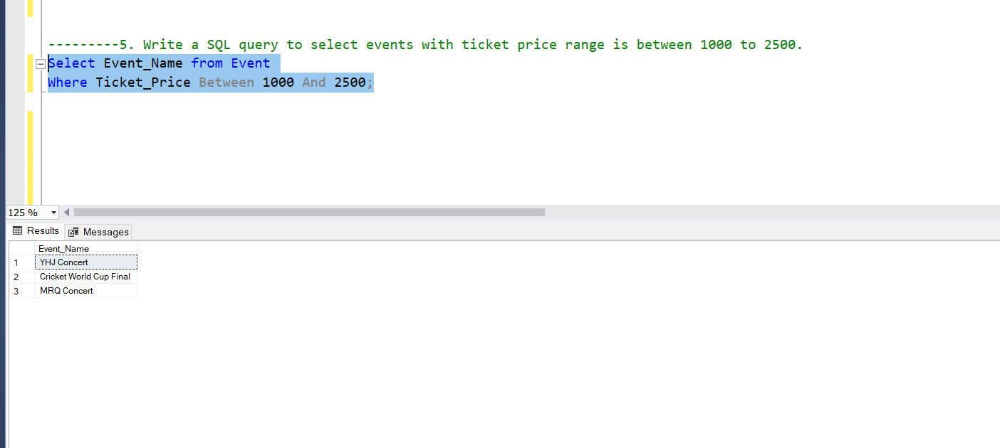 ---------5. Write a SQL query to select events with ticket price range is between 1000 to 2500.
Select Event_Name from Event
Where Ticket_Price Between 1000 And 2500;
125 %
Results Messages
Event_Name
1 YHJ Concert
2 Cricket World Cup Final
3 MRQ Concert